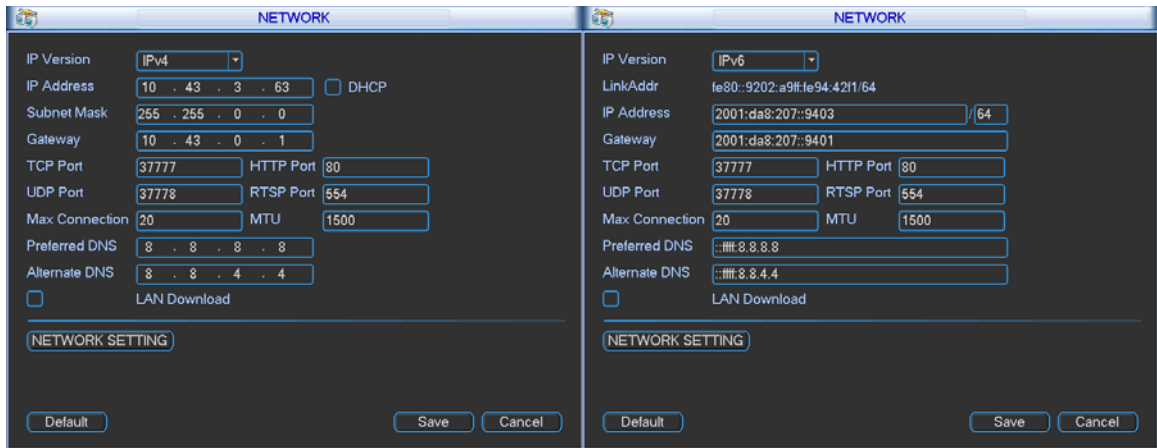 NETWORK
IP Version IPv4
IP Address 10 . 43 . 3 . 63 DHCP
Subnet Mask 255 . 255 . 0 . 0
Gateway 10 . 43 . 0 . 1
TCP Port 37777 HTTP Port 80
UDP Port 37778 RTSP Port 554
Max Connection 20 MTU 1500
Preferred DNS 8 . 8 . 8 . 8
Alternate DNS 8 . 8 . 4 . 4
LAN Download
NETWORK SETTING
Default Save Cancel
NETWORK
IP Version IPv6
LinkAddr fe80::9202:a9ff:fe94:42f1/64
IP Address 2001:da8:207::9403 / 64
Gateway 2001:da8:207::9401
TCP Port 37777 HTTP Port 80
UDP Port 37778 RTSP Port 554
Max Connection 20 MTU 1500
Preferred DNS ::ffff:8.8.8.8
Alternate DNS ::ffff:8.8.4.4
LAN Download
NETWORK SETTING
Default Save Cancel